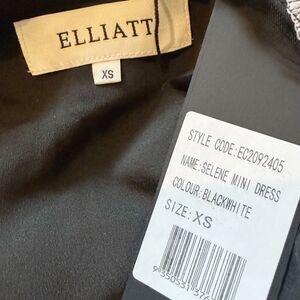 ELLIATT
XS
STYLE CODE:EC2092405
NAME:SELENE MINI DRESS
COLOUR:BLACKWHITE
SIZE:XS